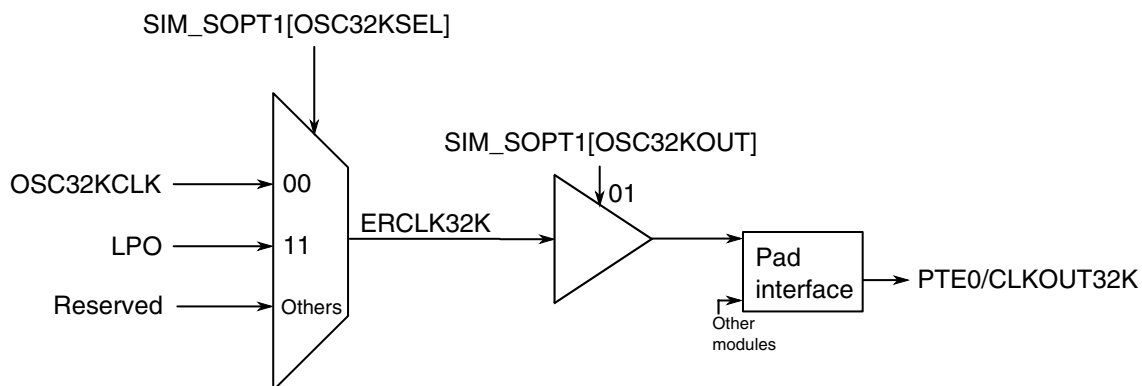 SIM_SOPT1[OSC32KSEL]
SIM_SOPT1[OSC32KOUT]
OSC32KCLK
00
01
ERCLK32K
LPO
11
Pad
interface
PTE0/CLKOUT32K
Reserved
Others
Other
modules